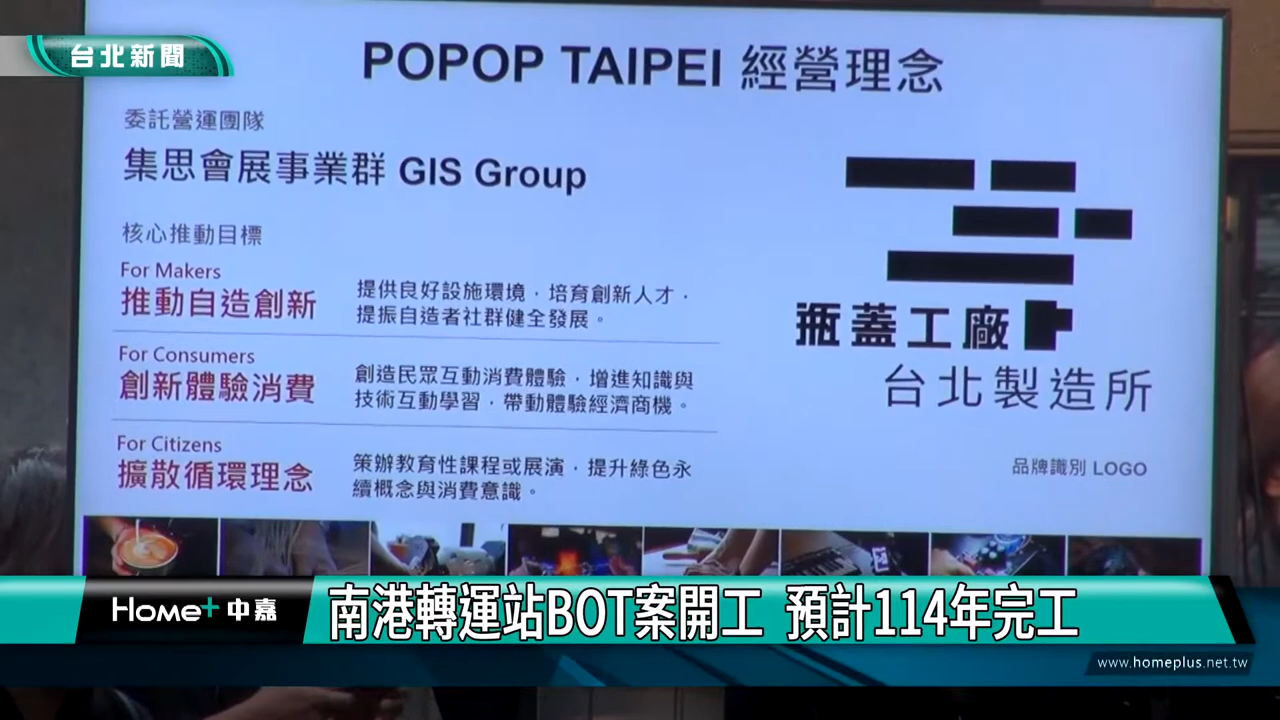 台北新聞
POPOP TAIPEI 經營理念
委託營運團隊
集思會展事業群 GIS Group
核心推動目標
For Makers
推動自造創新
提供良好設施環境，培育創新人才，
提振自造者社群健全發展。
For Consumers
創新體驗消費
創造民眾互動消費體驗，增進知識與
技術互動學習，帶動體驗經濟商機。
For Citizens
擴散循環理念
策辦教育性課程或展演，提升綠色永
續概念與消費意識。
瓶蓋工廠
台北製造所
品牌識別 LOGO
Home+ 中嘉
南港轉運站BOT案開工 預計114年完工
www.homeplus.net.tw